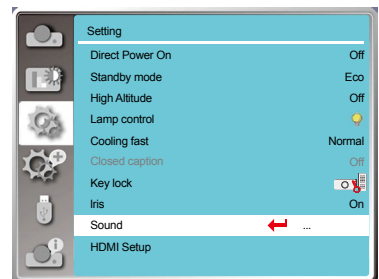 Setting
Direct Power On Off
Standby mode Eco
High Altitude Off
Lamp control
Cooling fast Normal
Closed caption Off
Key lock
Iris On
Sound ...
HDMI Setup